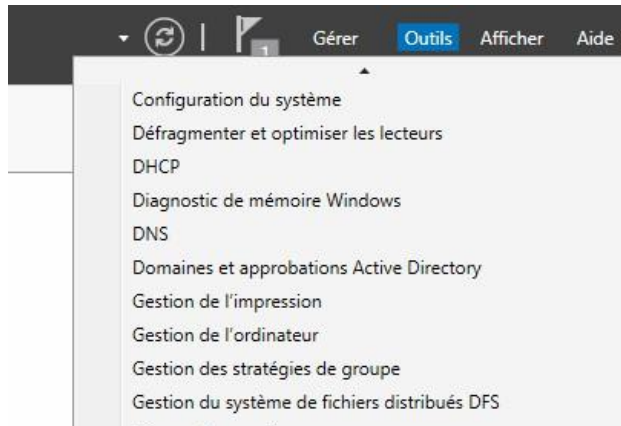 1 Gérer Outils Afficher Aide
Configuration du système
Défragmenter et optimiser les lecteurs
DHCP
Diagnostic de mémoire Windows
DNS
Domaines et approbations Active Directory
Gestion de l'impression
Gestion de l'ordinateur
Gestion des stratégies de groupe
Gestion du système de fichiers distribués DFS